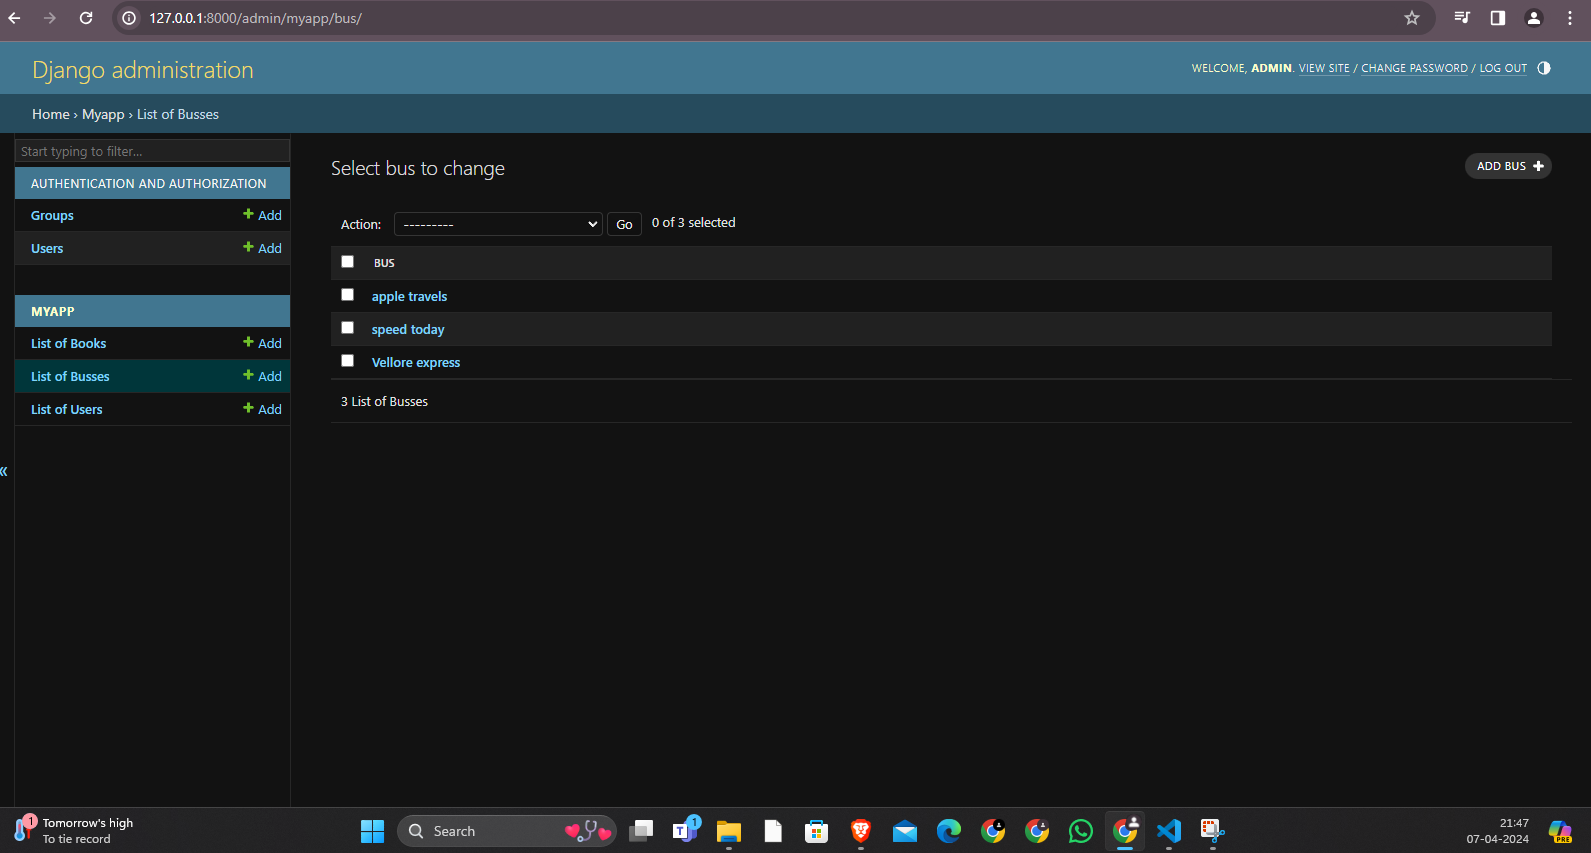 127.0.0.1:8000/admin/myapp/bus/
Django administration
WELCOME, ADMIN. VIEW SITE / CHANGE PASSWORD / LOG OUT
Home › Myapp › List of Busses
Start typing to filter...
AUTHENTICATION AND AUTHORIZATION
Groups + Add
Users + Add
MYAPP
List of Books + Add
List of Busses + Add
List of Users + Add
«
Select bus to change
ADD BUS +
Action: --------- Go 0 of 3 selected
BUS
apple travels
speed today
Vellore express
3 List of Busses
1
Tomorrow's high
To tie record
Search
T 1
21:47
07-04-2024
PRE